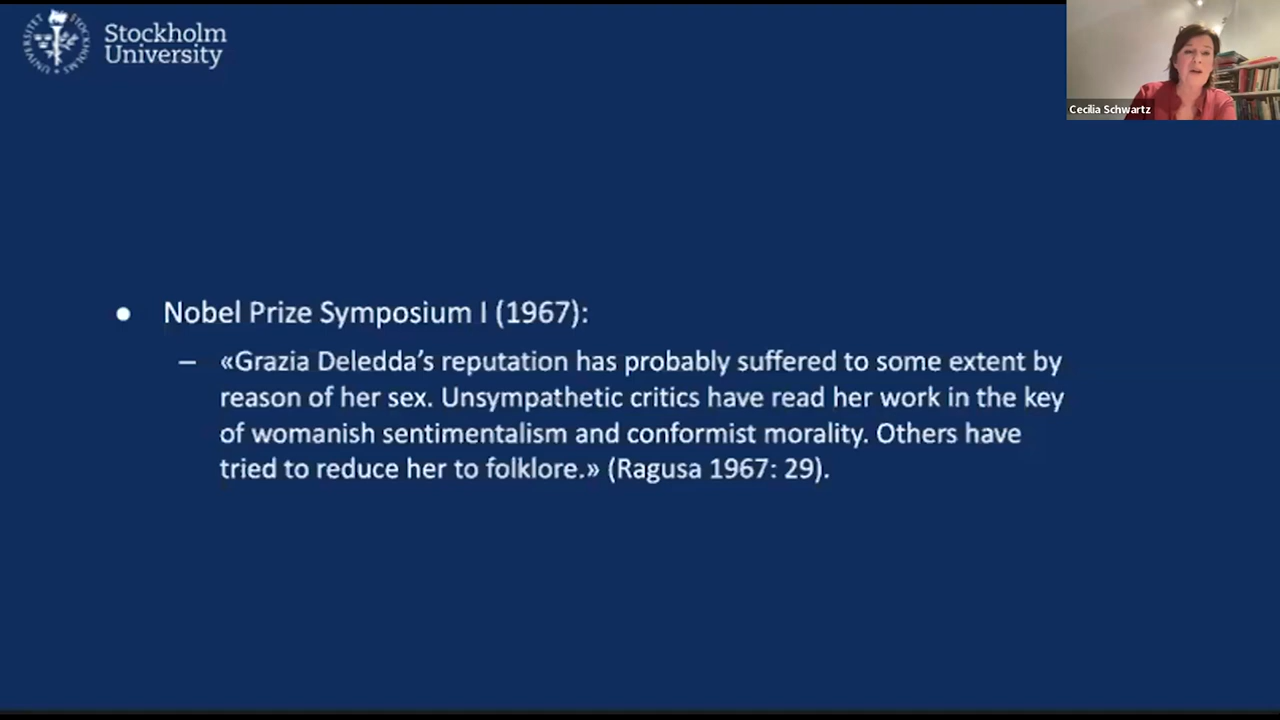 Stockholm
University
Cecilia Schwartz
● Nobel Prize Symposium I (1967):
– «Grazia Deledda’s reputation has probably suffered to some extent by
reason of her sex. Unsympathetic critics have read her work in the key
of womanish sentimentalism and conformist morality. Others have
tried to reduce her to folklore.» (Ragusa 1967: 29).